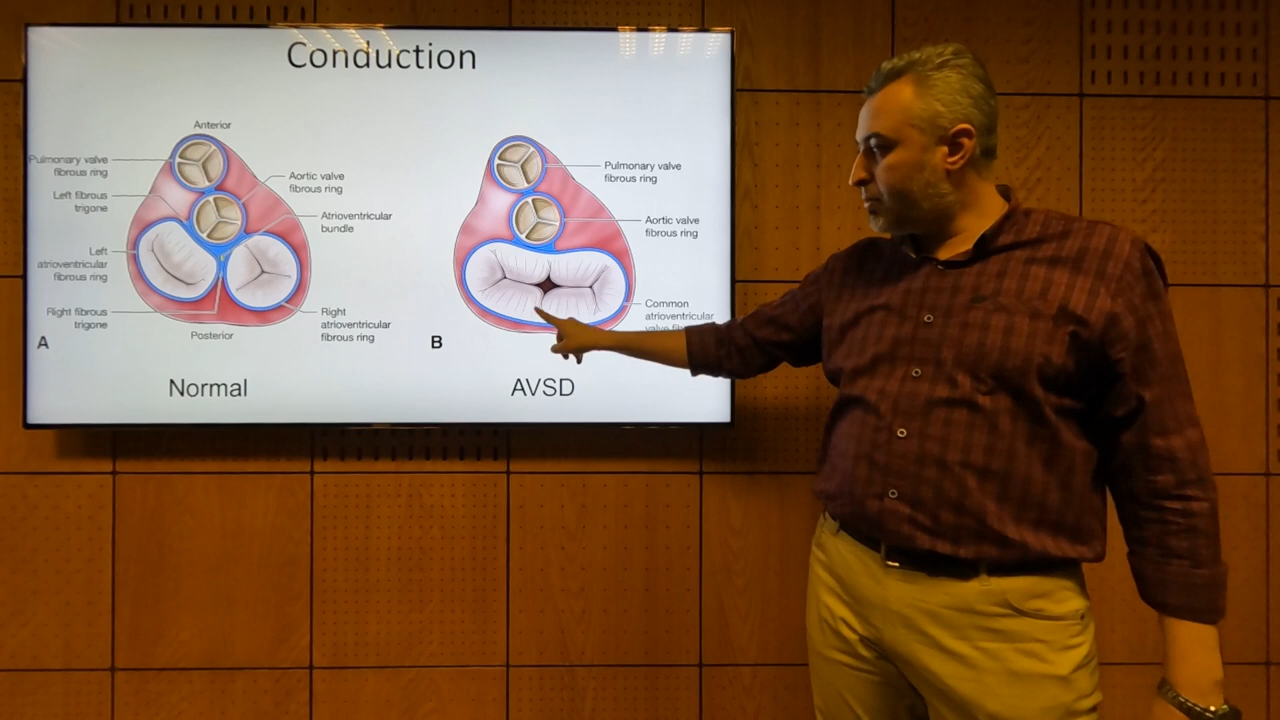 Conduction
Anterior
Pulmonary valve
fibrous ring
Left fibrous
trigone
Left
atrioventricular
fibrous ring
Right fibrous
trigone
Aortic valve
fibrous ring
Atrioventricular
bundle
Right
atrioventricular
fibrous ring
Posterior
A
Normal
Pulmonary valve
fibrous ring
Aortic valve
fibrous ring
Common
atrioventricular
valve
B
AVSD